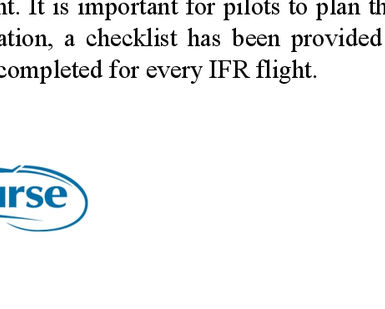 nt. It is important for pilots to plan th
ation, a checklist has been provided
completed for every IFR flight.
urse